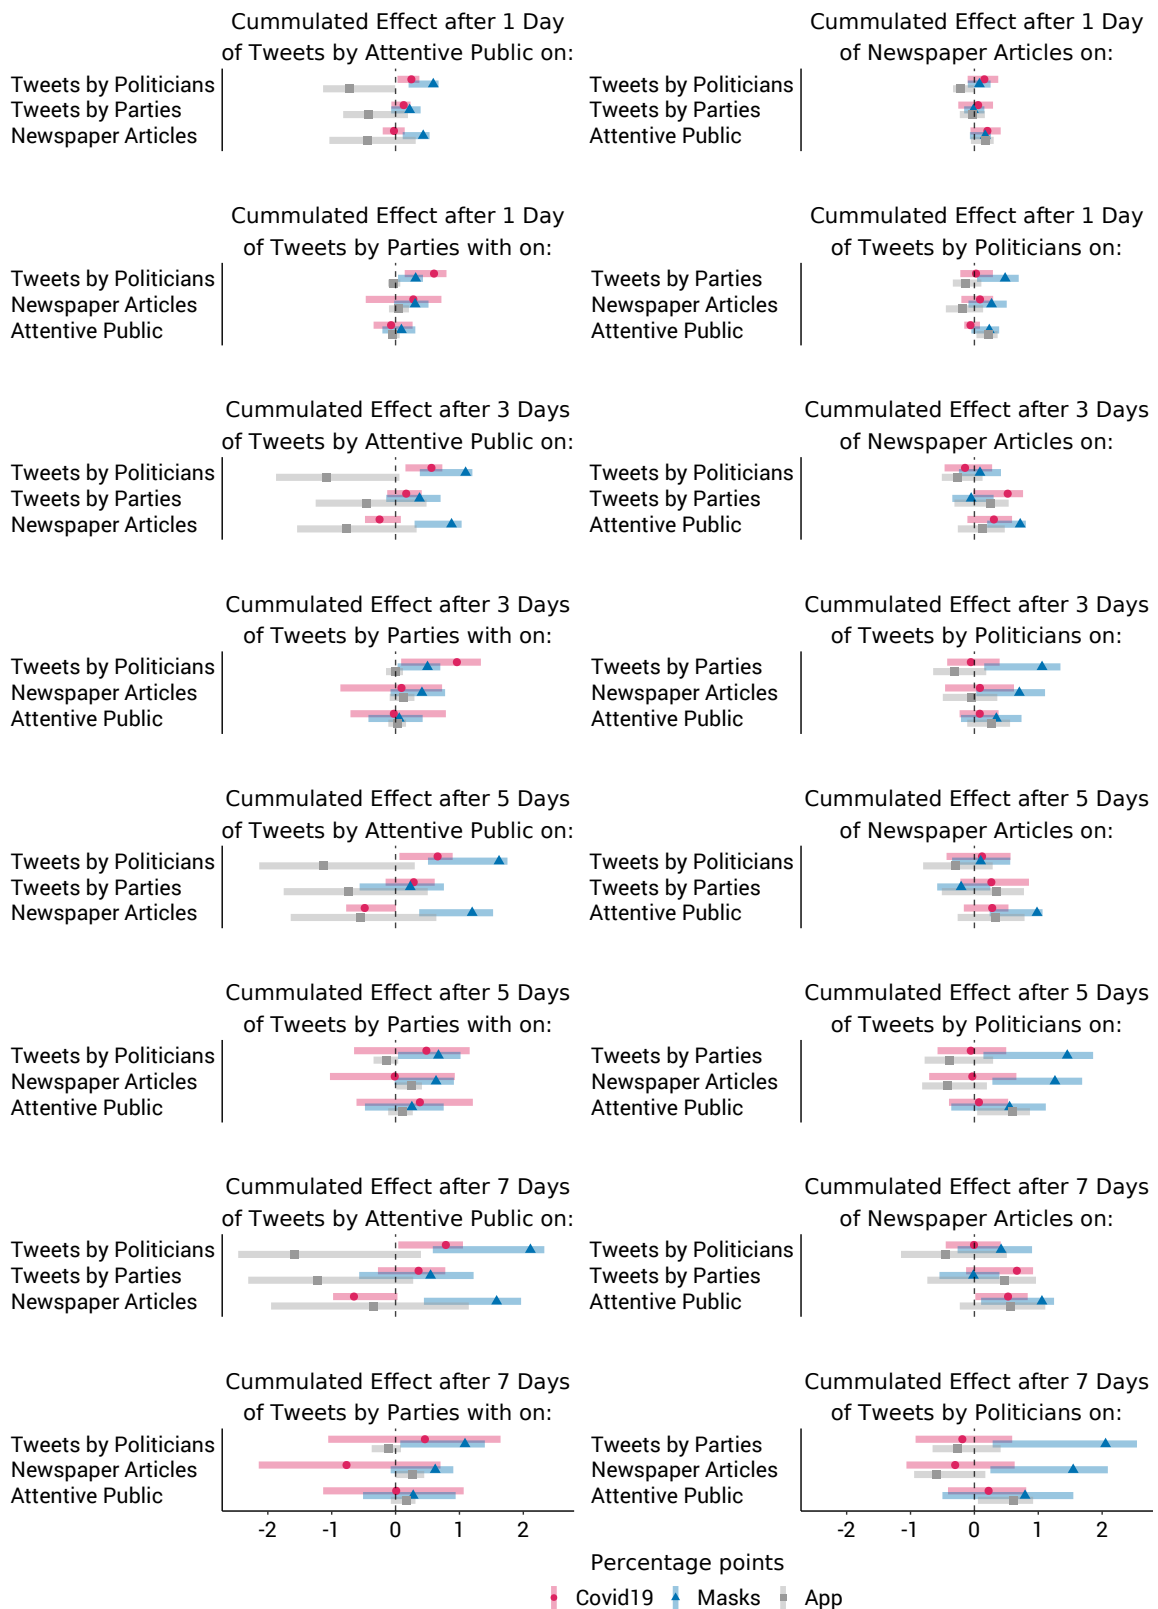 Cummulated Effect after 1 Day
of Tweets by Attentive Public on:
Tweets by Politicians
Tweets by Parties
Newspaper Articles
Cummulated Effect after 1 Day
of Newspaper Articles on:
Tweets by Politicians
Tweets by Parties
Attentive Public
Cummulated Effect after 1 Day
of Tweets by Parties with on:
Tweets by Politicians
Newspaper Articles
Attentive Public
Cummulated Effect after 1 Day
of Tweets by Politicians on:
Tweets by Parties
Newspaper Articles
Attentive Public
Cummulated Effect after 3 Days
of Tweets by Attentive Public on:
Tweets by Politicians
Tweets by Parties
Newspaper Articles
Cummulated Effect after 3 Days
of Newspaper Articles on:
Tweets by Politicians
Tweets by Parties
Attentive Public
Cummulated Effect after 3 Days
of Tweets by Parties with on:
Tweets by Politicians
Newspaper Articles
Attentive Public
Cummulated Effect after 3 Days
of Tweets by Politicians on:
Tweets by Parties
Newspaper Articles
Attentive Public
Cummulated Effect after 5 Days
of Tweets by Attentive Public on:
Tweets by Politicians
Tweets by Parties
Newspaper Articles
Cummulated Effect after 5 Days
of Newspaper Articles on:
Tweets by Politicians
Tweets by Parties
Attentive Public
Cummulated Effect after 5 Days
of Tweets by Parties with on:
Tweets by Politicians
Newspaper Articles
Attentive Public
Cummulated Effect after 5 Days
of Tweets by Politicians on:
Tweets by Parties
Newspaper Articles
Attentive Public
Cummulated Effect after 7 Days
of Tweets by Attentive Public on:
Tweets by Politicians
Tweets by Parties
Newspaper Articles
Cummulated Effect after 7 Days
of Newspaper Articles on:
Tweets by Politicians
Tweets by Parties
Attentive Public
Cummulated Effect after 7 Days
of Tweets by Parties with on:
Tweets by Politicians
Newspaper Articles
Attentive Public
-2 -1 0 1 2
Cummulated Effect after 7 Days
of Tweets by Politicians on:
Tweets by Parties
Newspaper Articles
Attentive Public
-2 -1 0 1 2
Percentage points
Covid19 Masks App